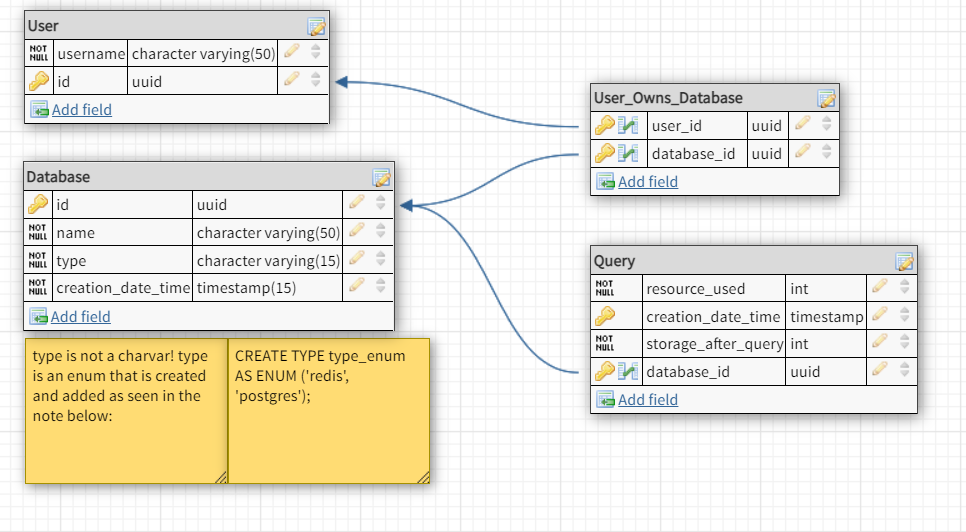 User
NOT NULL username character varying(50)
id uuid
Add field
User_Owns_Database
user_id uuid
database_id uuid
Add field
Database
id uuid
NOT NULL name character varying(50)
NOT NULL type character varying(15)
NOT NULL creation_date_time timestamp(15)
Add field
Query
NOT NULL resource_used int
creation_date_time timestamp
NOT NULL storage_after_query int
database_id uuid
Add field
type is not a charvar! type
is an enum that is created
and added as seen in the
note below:
CREATE TYPE type_enum
AS ENUM ('redis',
'postgres');